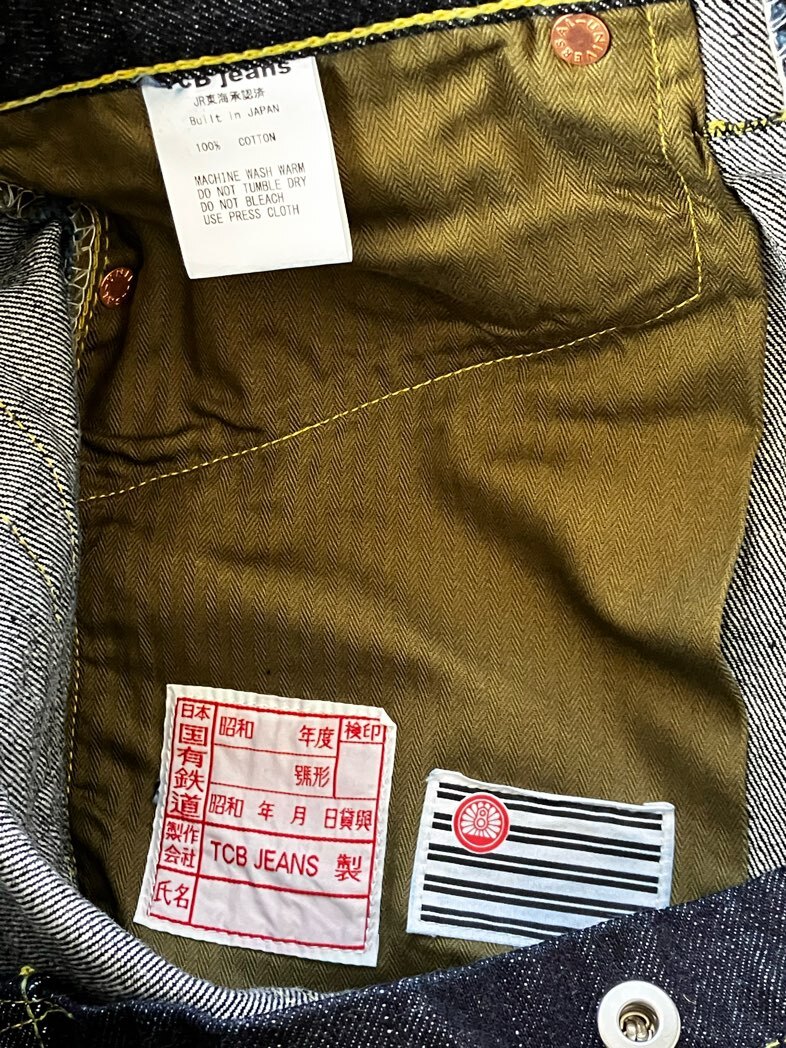 TCB jeans
JR東海承認済
Built in JAPAN
100% COTTON
MACHINE WASH WARM
DO NOT TUMBLE DRY
DO NOT BLEACH
USE PRESS CLOTH
UNIVERSAL
日本国有鉄道
昭和 年度
検印
號形
昭和 年 月 日貸與
製作会社
TCB JEANS 製
氏名
8